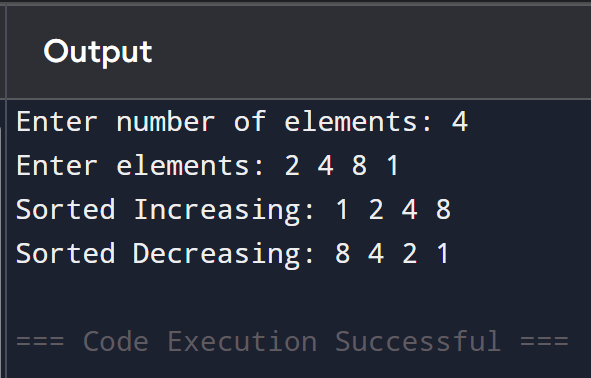 Output
Enter number of elements: 4
Enter elements: 2 4 8 1
Sorted Increasing: 1 2 4 8
Sorted Decreasing: 8 4 2 1
=== Code Execution Successful ===